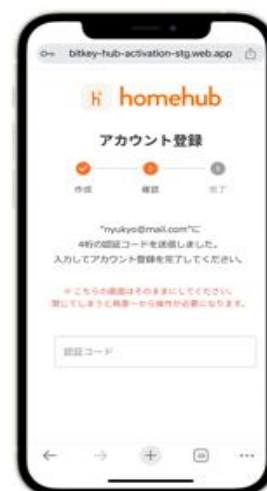 bitkey-hub-activation-stg.web.app
homehub
アカウント登録
作成 確認 完了
"nyukyo@mail.com"に
4桁の認証コードを送信しました。
入力してアカウント登録を完了してください。
※こちらの画面はそのままにしてください。
閉じてしまうと再度一から操作が必要になります。
認証コード